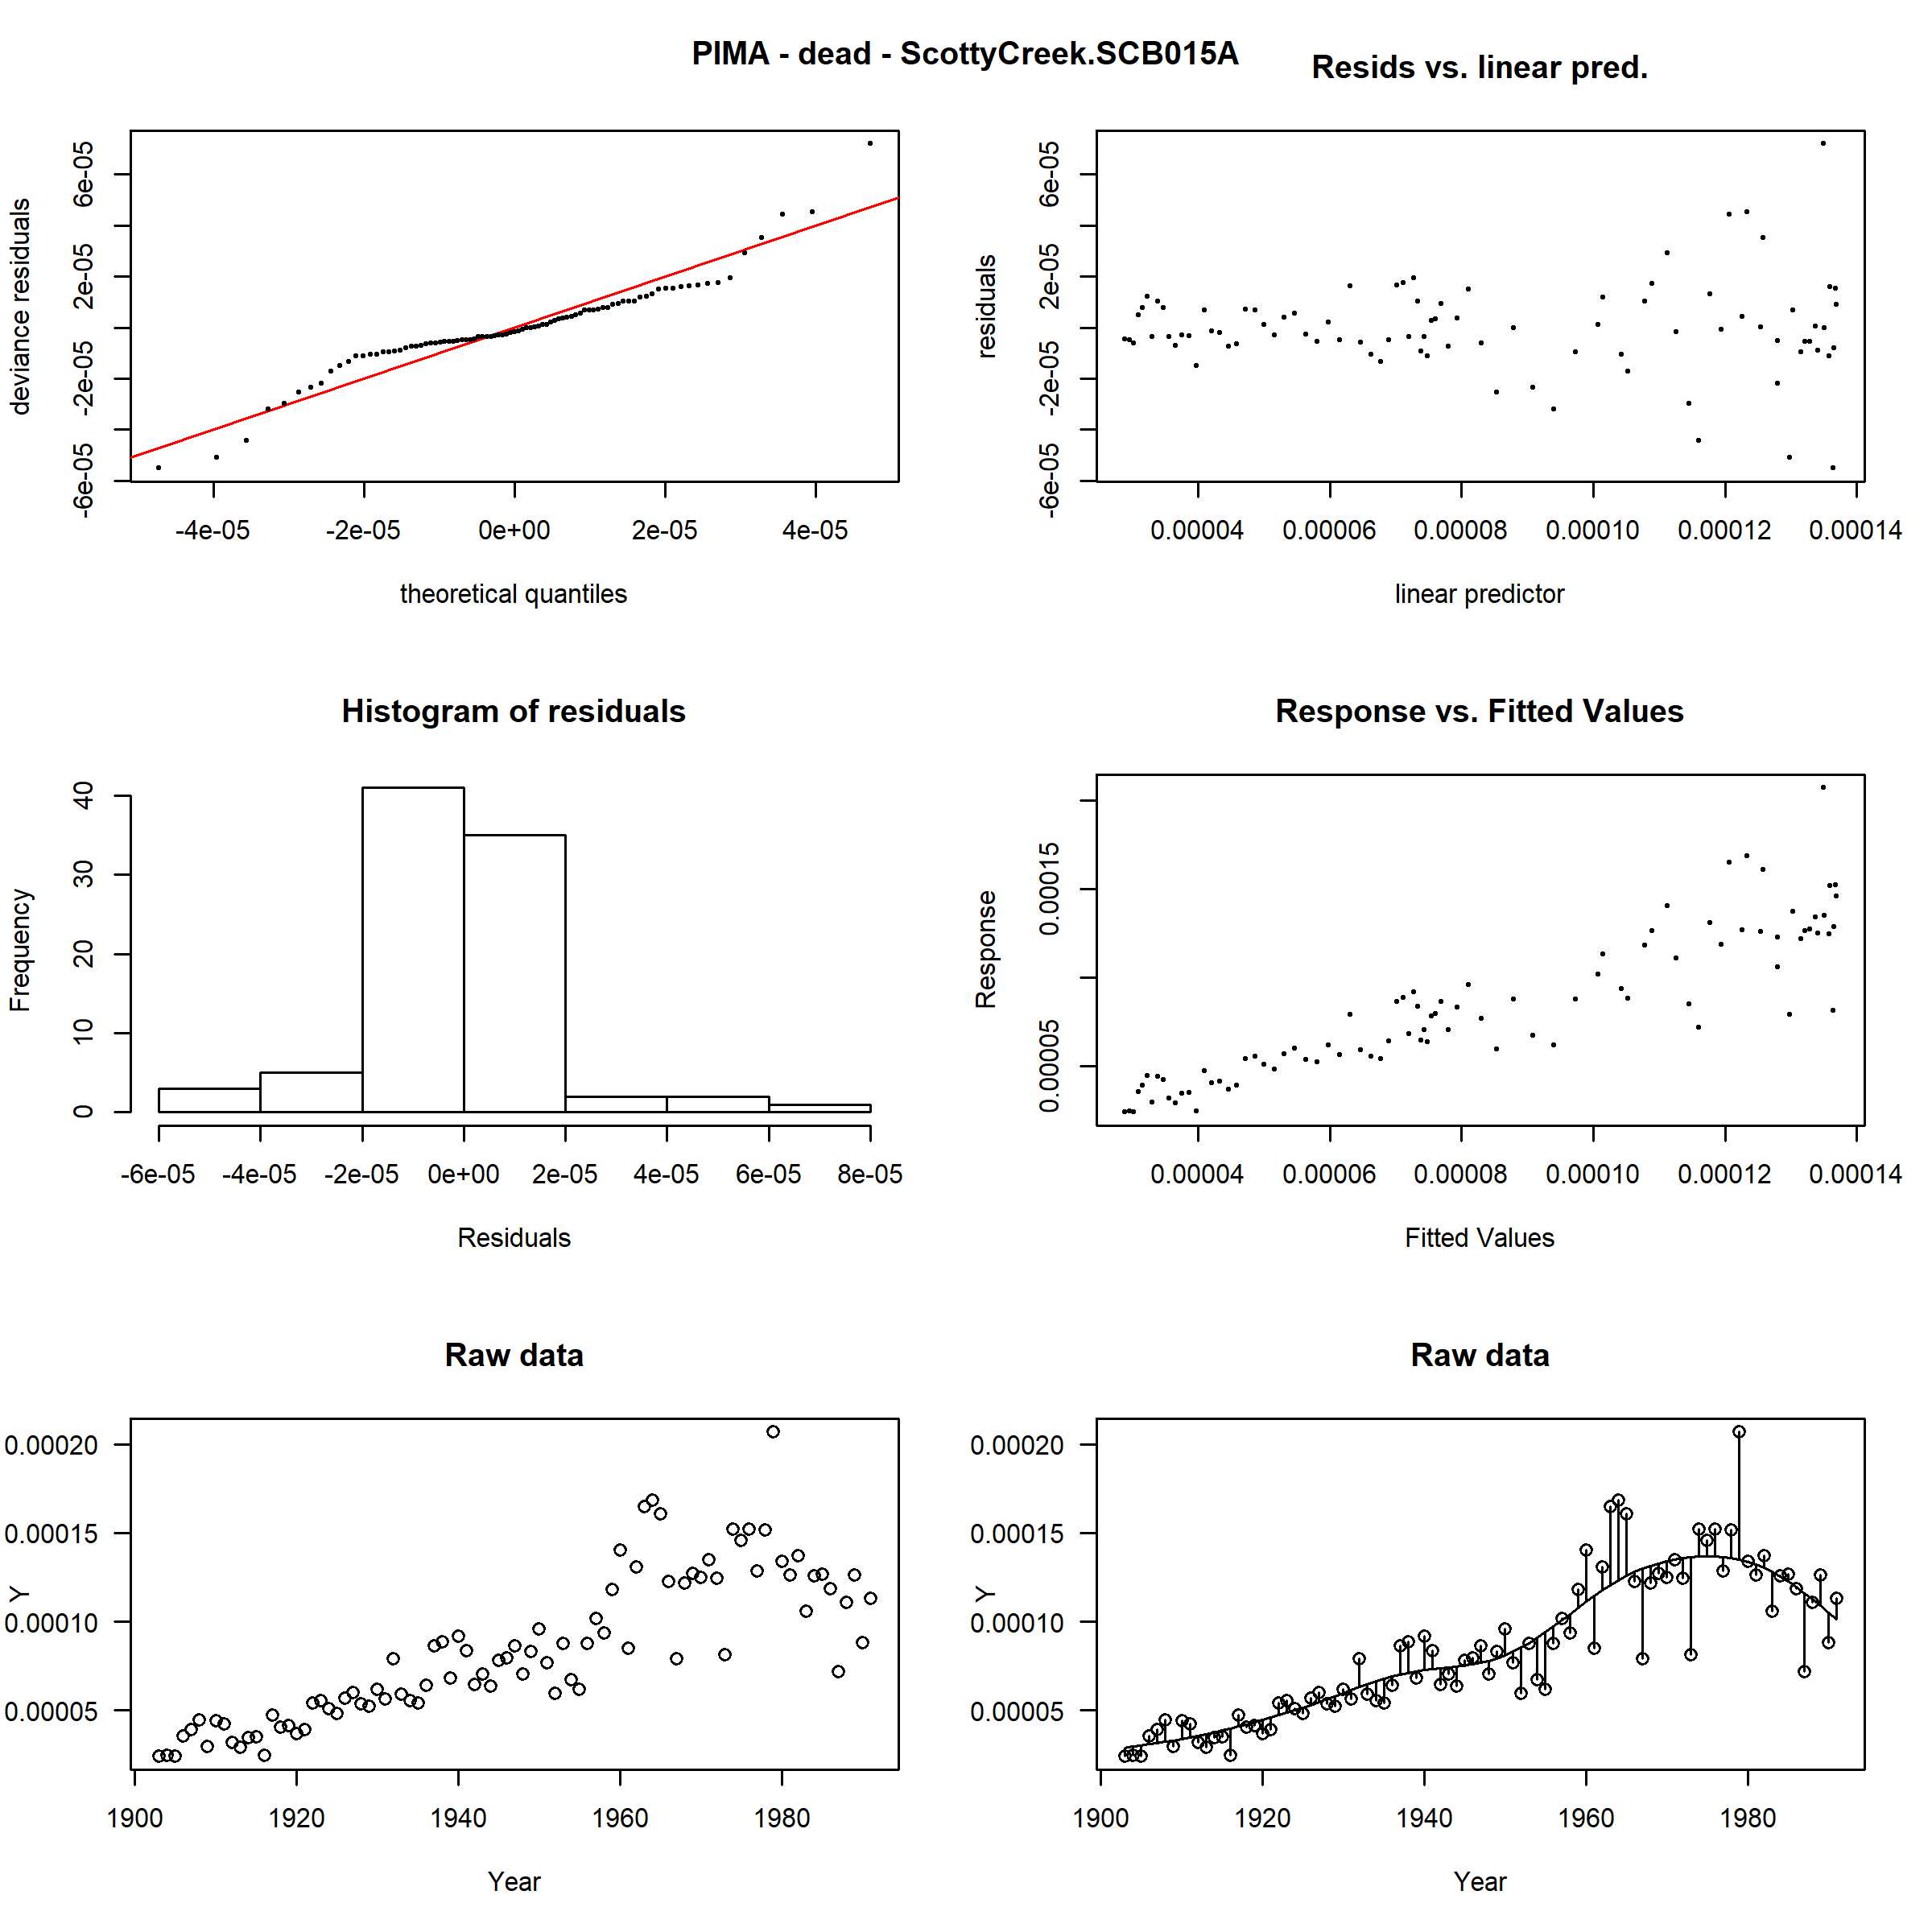 PIMA - dead - ScottyCreek.SCB015A
Resids vs. linear pred.
deviance residuals
6e-05
2e-05
-2e-05
-6e-05
-4e-05 -2e-05 0e+00 2e-05 4e-05
theoretical quantiles
residuals
6e-05
2e-05
-2e-05
-6e-05
0.00004 0.00006 0.00008 0.00010 0.00012 0.00014
linear predictor
Histogram of residuals
Frequency
40
30
20
10
0
-6e-05 -4e-05 -2e-05 0e+00 2e-05 4e-05 6e-05 8e-05
Residuals
Response vs. Fitted Values
Response
0.00015
0.00005
0.00004 0.00006 0.00008 0.00010 0.00012 0.00014
Fitted Values
Raw data
Y
0.00020
0.00015
0.00010
0.00005
1900 1920 1940 1960 1980
Year
Raw data
Y
0.00020
0.00015
0.00010
0.00005
1900 1920 1940 1960 1980
Year